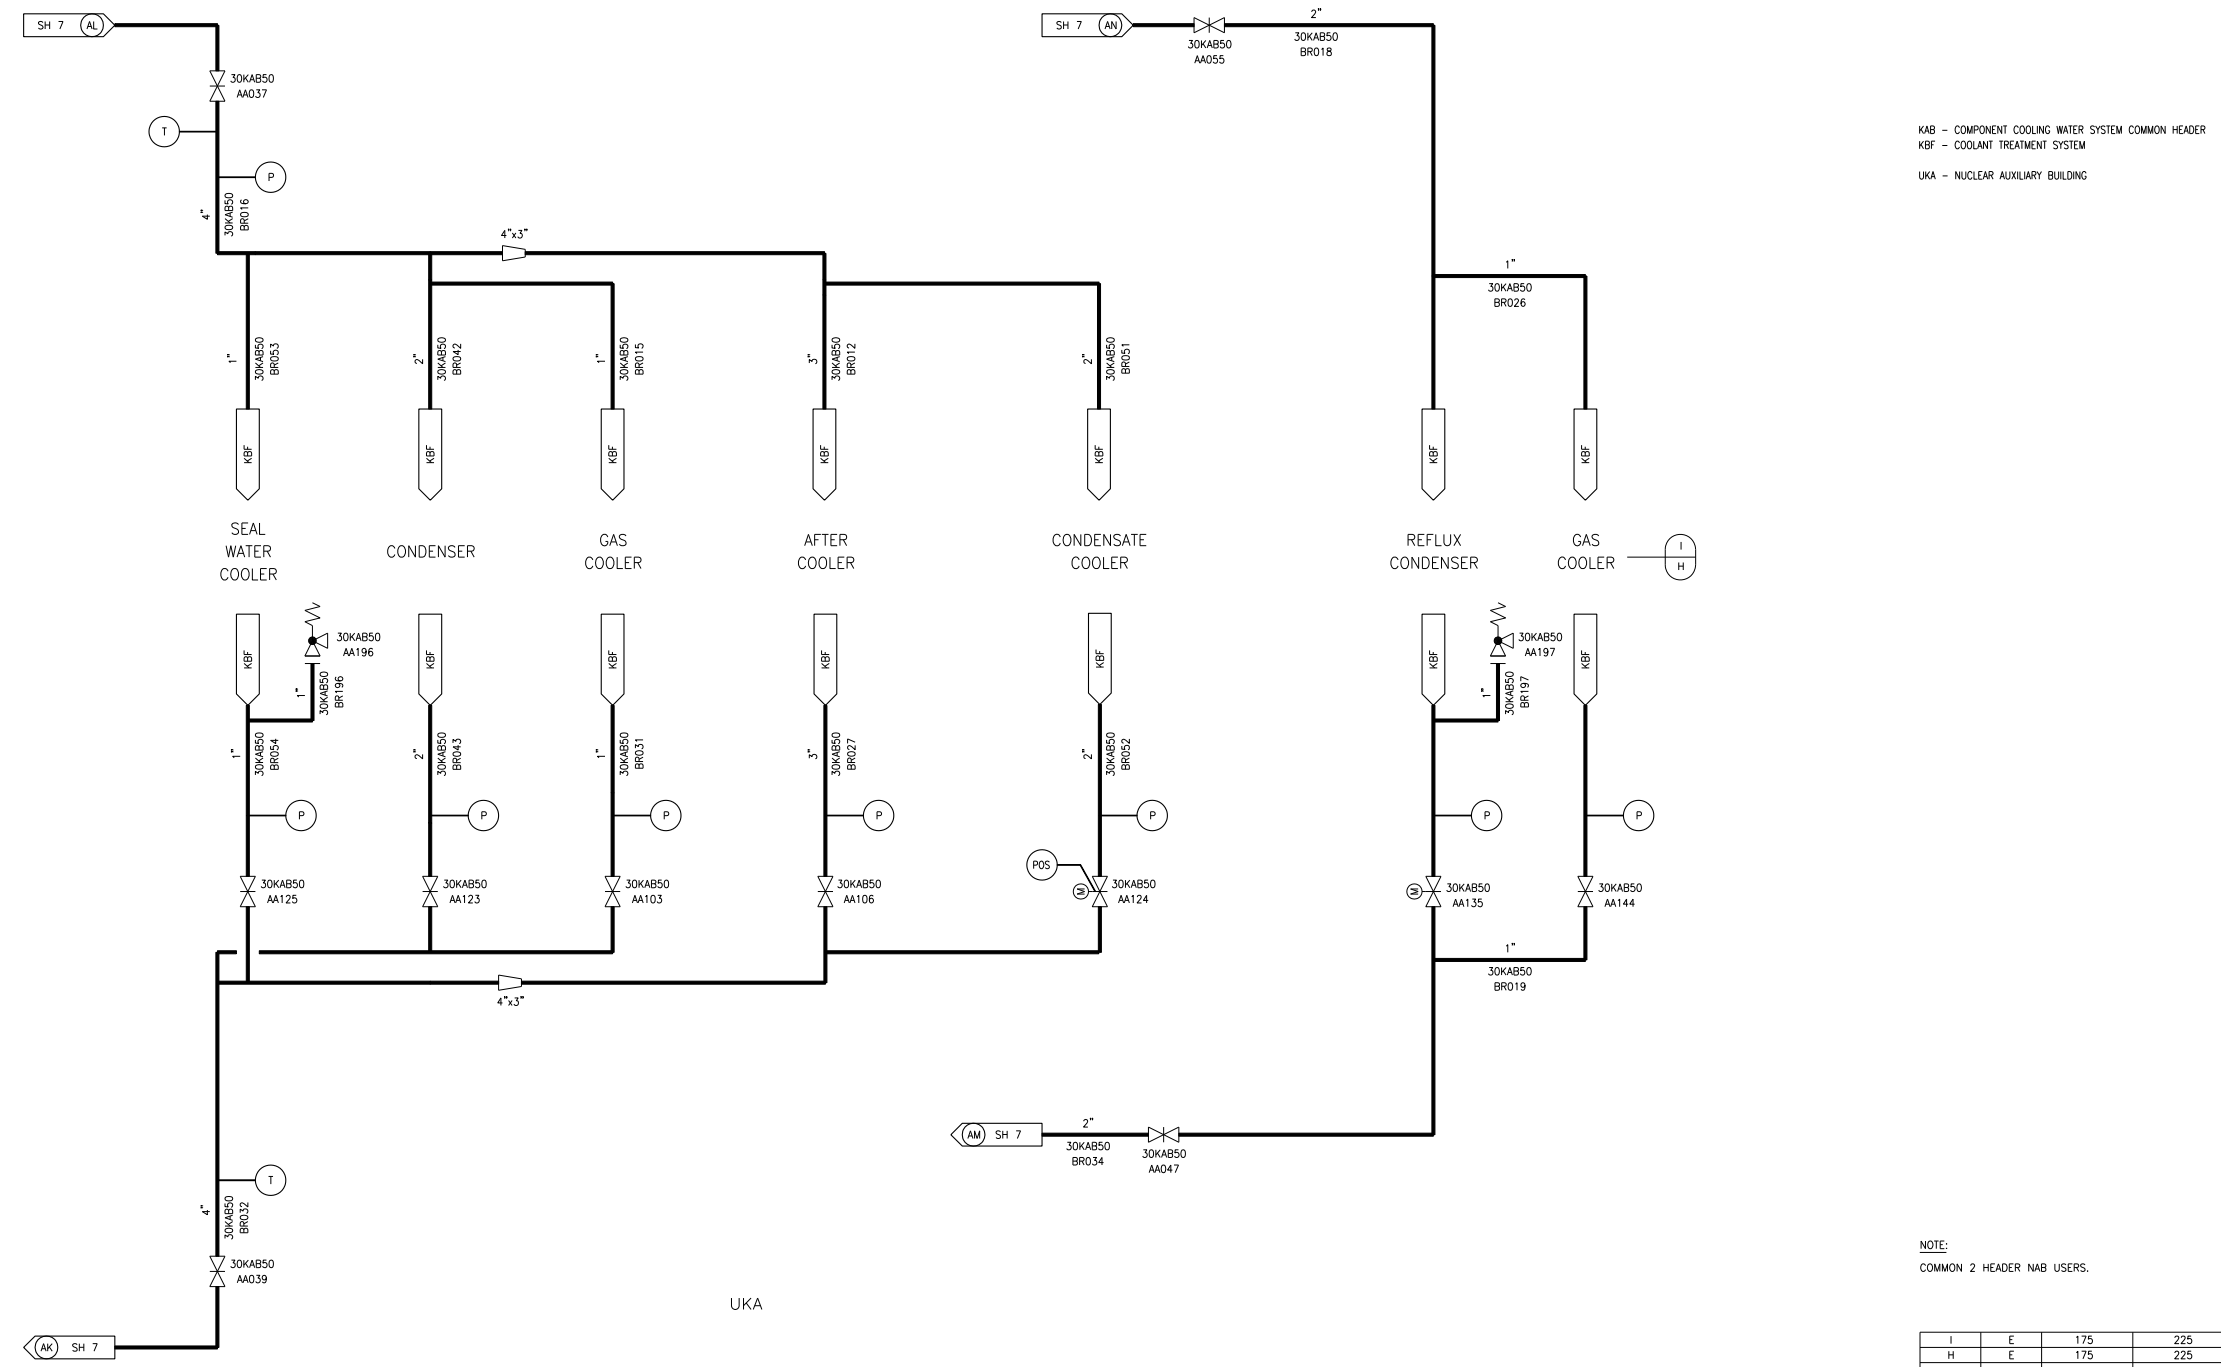 SH 7 AL
30KAB50
AA037
T
P
4"
30KAB50
BR016
SH 7 AN
30KAB50
AA055
2"
30KAB50
BR018
KAB – COMPONENT COOLING WATER SYSTEM COMMON HEADER
KBF – COOLANT TREATMENT SYSTEM
UKA – NUCLEAR AUXILIARY BUILDING
4"x3"
1"
30KAB50
BR026
1"
30KAB50
BR053
2"
30KAB50
BR042
1"
30KAB50
BR015
3"
30KAB50
BR012
2"
30KAB50
BR051
KBF
KBF
KBF
KBF
KBF
KBF
KBF
SEAL
WATER
COOLER
CONDENSER
GAS
COOLER
AFTER
COOLER
CONDENSATE
COOLER
REFLUX
CONDENSER
GAS
COOLER
I
H
KBF
KBF
KBF
KBF
KBF
KBF
KBF
30KAB50
AA196
1"
30KAB50
BR196
30KAB50
AA197
1"
30KAB50
BR197
1"
30KAB50
BR054
2"
30KAB50
BR043
1"
30KAB50
BR031
3"
30KAB50
BR027
2"
30KAB50
BR052
P
P
P
P
P
P
P
POS
M
M
30KAB50
AA125
30KAB50
AA123
30KAB50
AA103
30KAB50
AA106
30KAB50
AA124
30KAB50
AA135
30KAB50
AA144
4"x3"
1"
30KAB50
BR019
AM SH 7
2"
30KAB50
BR034
30KAB50
AA047
T
4"
30KAB50
BR032
30KAB50
AA039
AK SH 7
UKA
NOTE:
COMMON 2 HEADER NAB USERS.
I E 175 225
H E 175 225